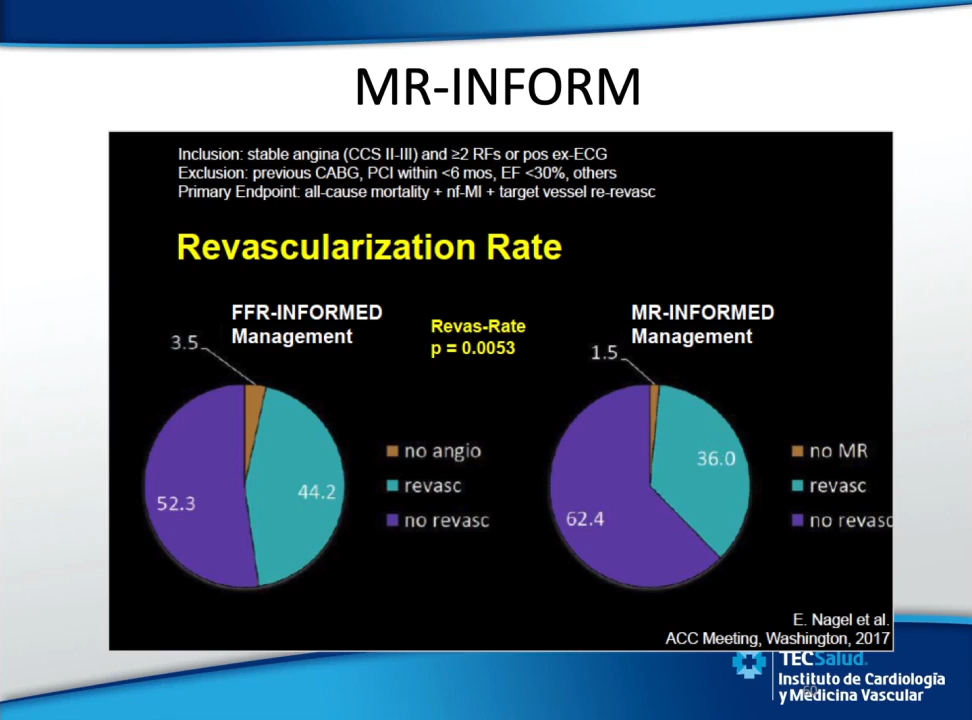 MR-INFORM
Inclusion: stable angina (CCS II-III) and ≥2 RFs or pos ex-ECG
Exclusion: previous CABG, PCI within <6 mos, EF <30%, others
Primary Endpoint: all-cause mortality + nf-MI + target vessel re-revasc
Revascularization Rate
FFR-INFORMED
Management
3.5
52.3
44.2
no angio
revasc
no revasc
Revas-Rate
p = 0.0053
MR-INFORMED
Management
1.5
36.0
62.4
no MR
revasc
no revasc
E. Nagel et al.
ACC Meeting, Washington, 2017
TECSalud.
Instituto de Cardiología
y Medicina Vascular